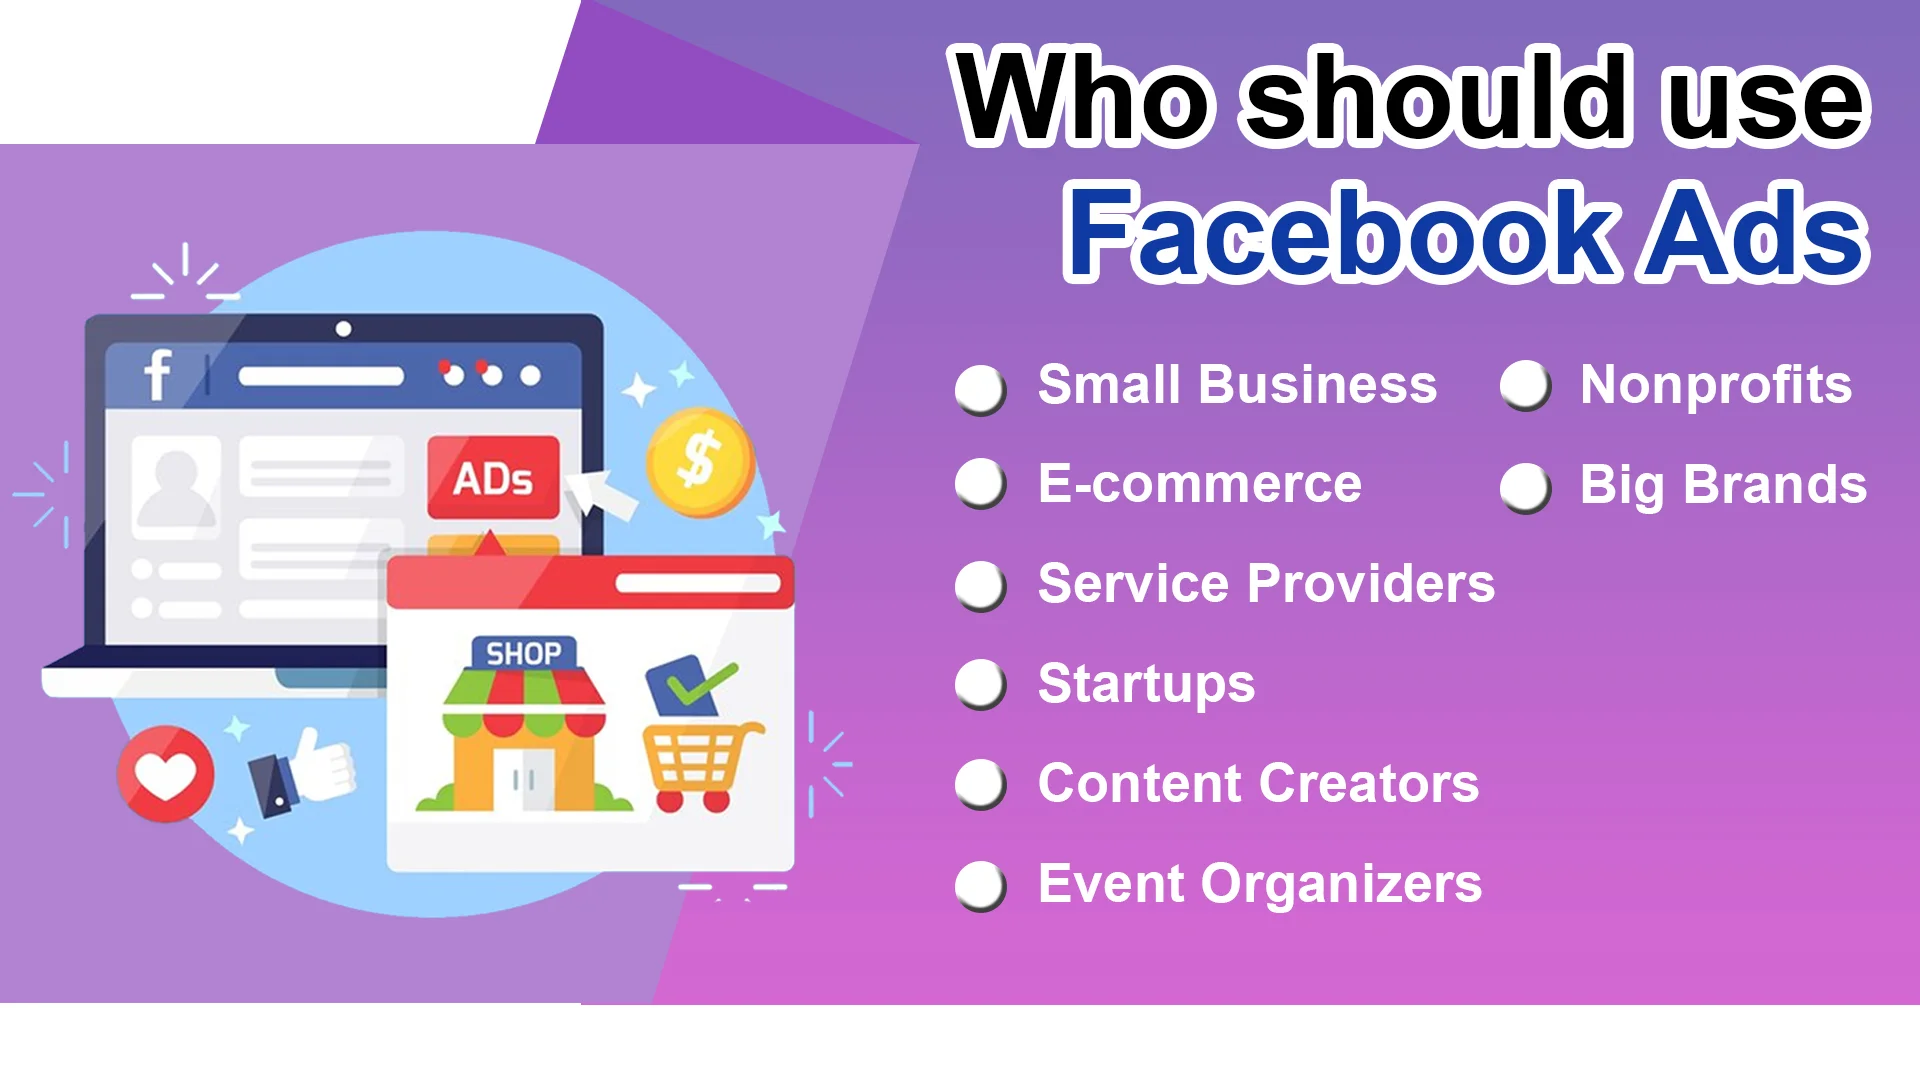 Who should use
Facebook Ads
Small Business
E-commerce
Service Providers
Startups
Content Creators
Event Organizers
Nonprofits
Big Brands
f
ADs
$
SHOP